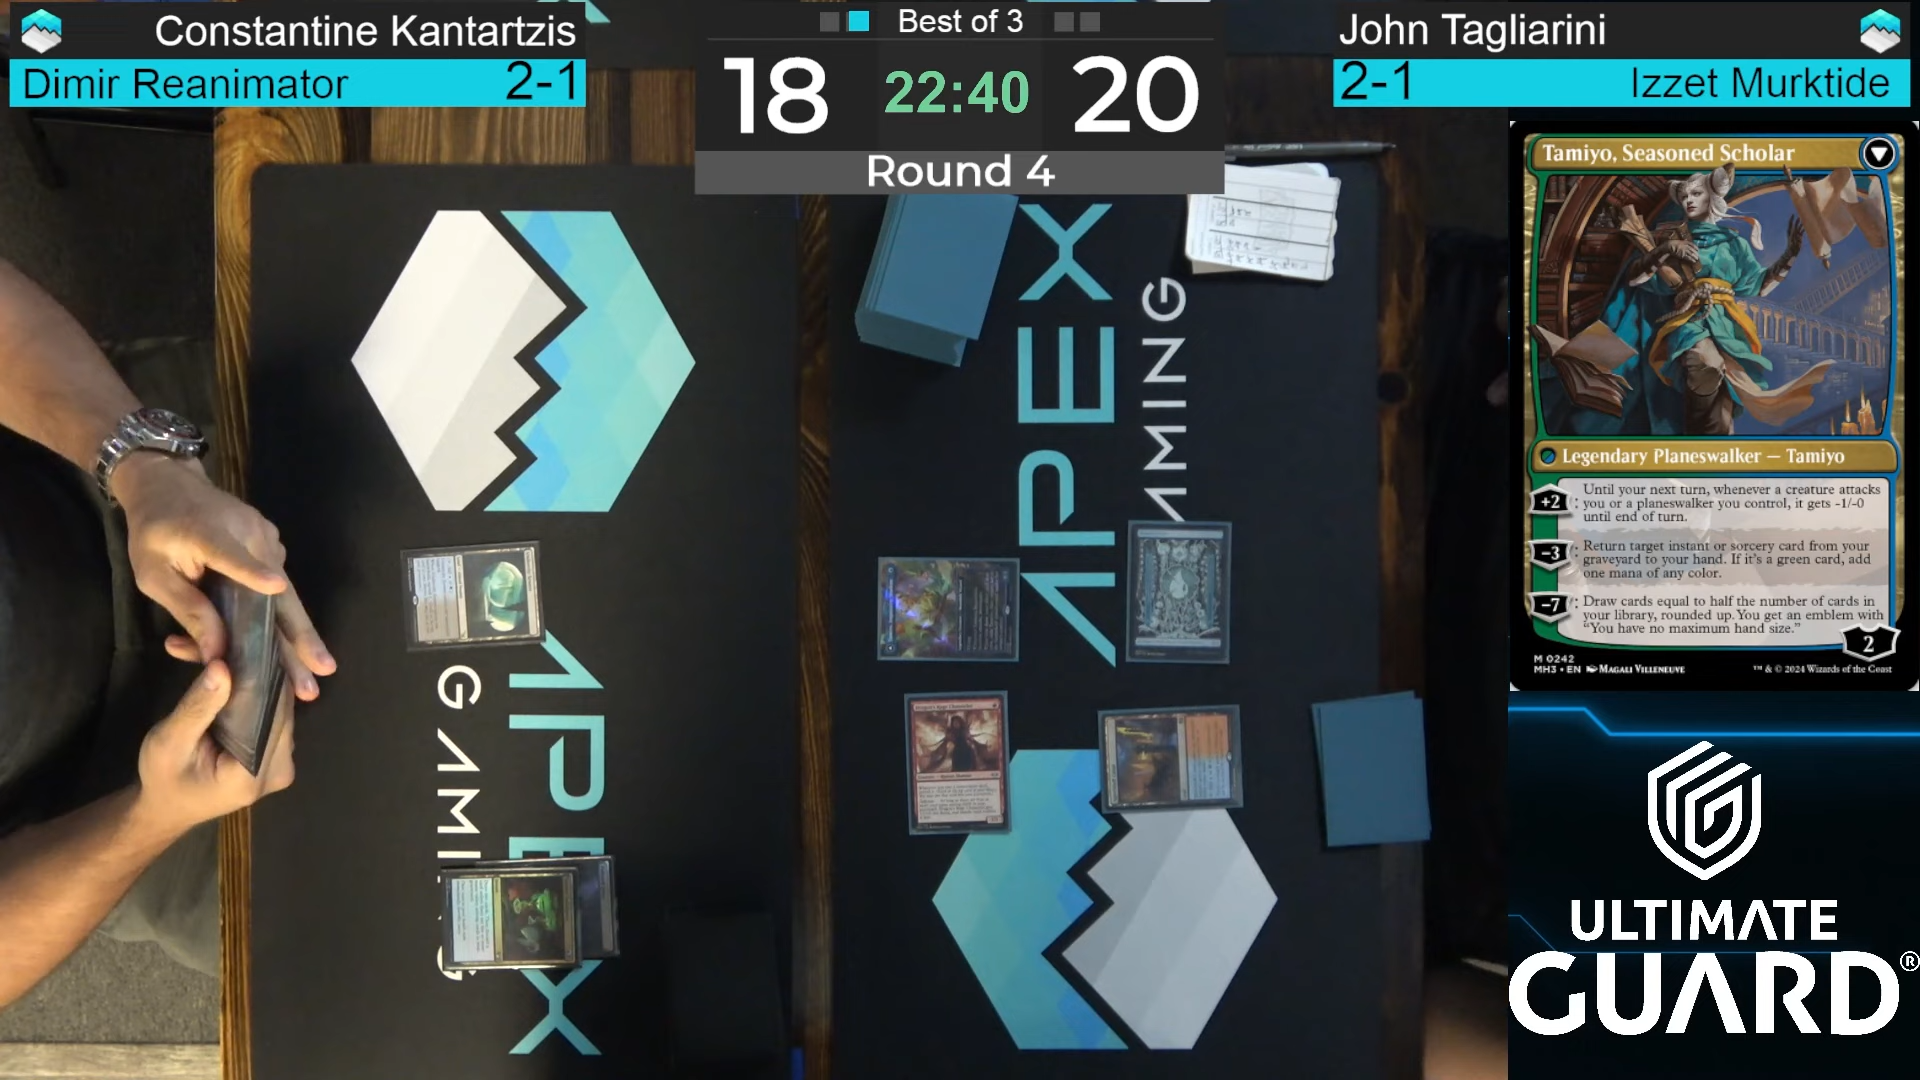 Constantine Kantartzis
Dimir Reanimator 2-1
Best of 3
18 22:40 20
Round 4
John Tagliarini
2-1 Izzet Murktide
Tamiyo, Seasoned Scholar
Legendary Planeswalker — Tamiyo
+2: Until your next turn, whenever a creature attacks
you or a planeswalker you control, it gets -1/-0
until end of turn.
−3: Return target instant or sorcery card from your
graveyard to your hand. If it's a green card, add
one mana of any color.
−7: Draw cards equal to half the number of cards in
your library, rounded up. You get an emblem with
"You have no maximum hand size."
2
M 0242
MH3 • EN MAGALI VILLENEUVE ™ & © 2024 Wizards of the Coast
ULTIMATE
GUARD®
APEX
GAMING
APEX
AMING